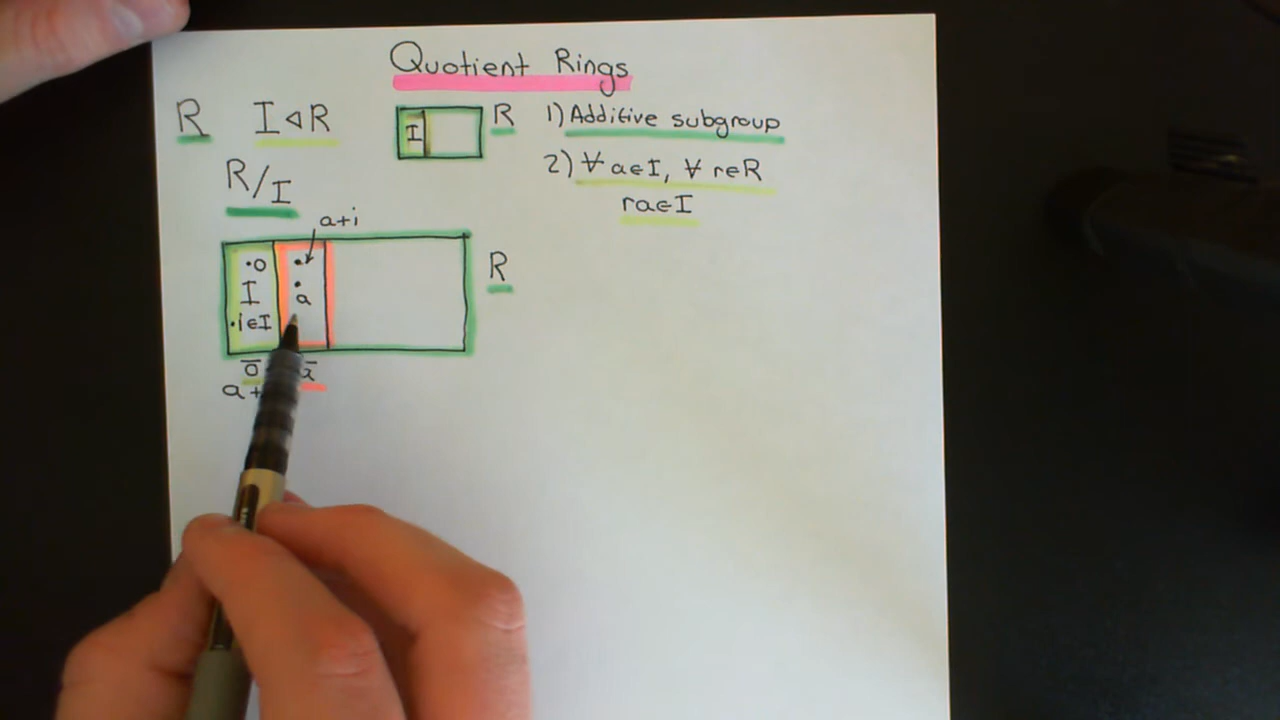 Quotient Rings
R I ◁ R
I R
1) Additive subgroup
2) ∀ a∈I, ∀ r∈R
ra∈I
R/I
a+i
•0
I
•i∈I
•
•
a
R
0̅
a +